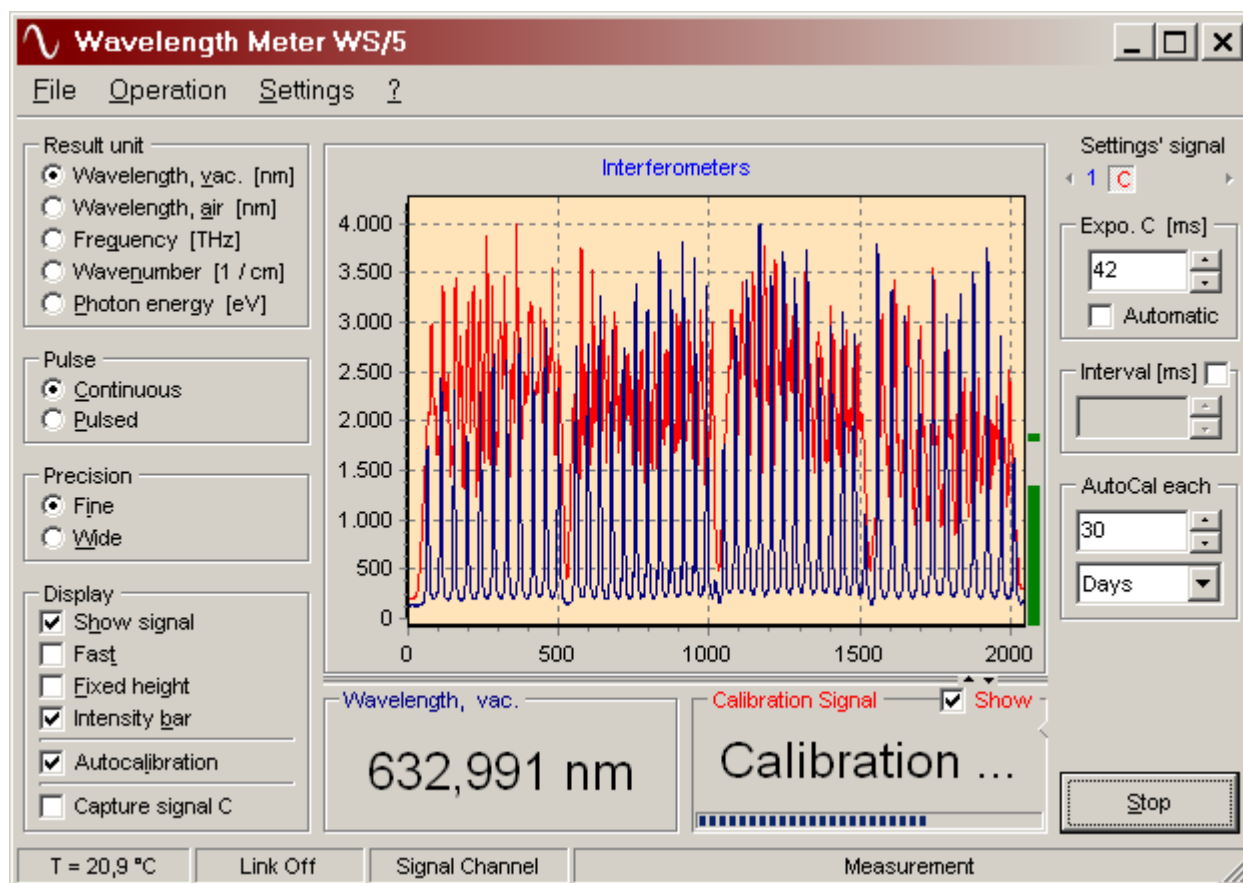 Wavelength Meter WS/5
File Operation Settings ?
Result unit
Wavelength, vac. [nm]
Wavelength, air [nm]
Frequency [THz]
Wavenumber [1 / cm]
Photon energy [eV]
Pulse
Continuous
Pulsed
Precision
Fine
Wide
Display
Show signal
Fast
Fixed height
Intensity bar
Autocalibration
Capture signal C
Interferometers
4.000
3.500
3.000
2.500
2.000
1.500
1.000
500
0
0 500 1000 1500 2000
Wavelength, vac.
632,991 nm
Calibration Signal Show
Calibration ...
Settings' signal
1 C
Expo. C [ms]
42
Automatic
Interval [ms]
AutoCal each
30
Days
Stop
T = 20,9 °C Link Off Signal Channel Measurement